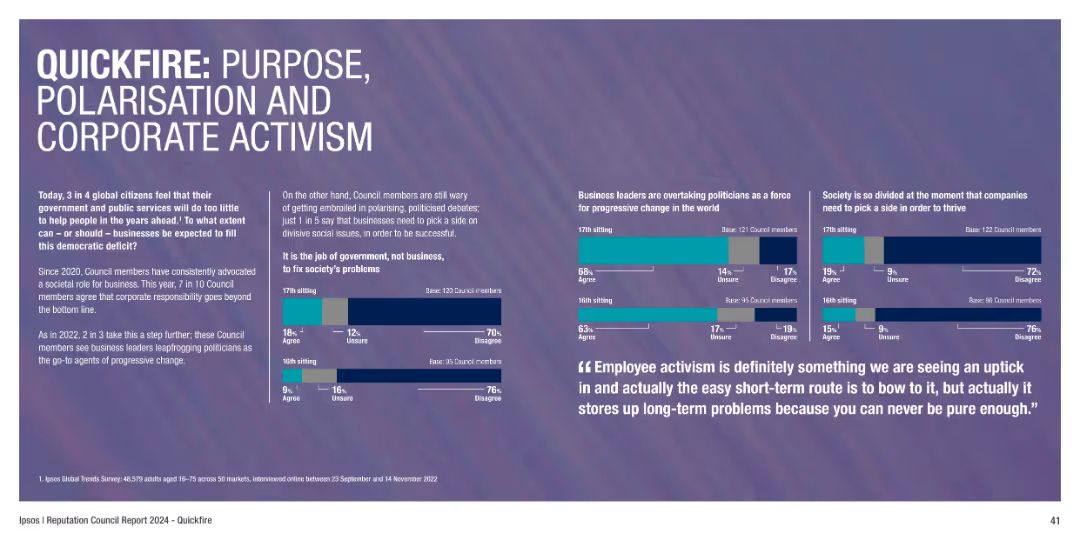 QUICKFIRE: PURPOSE,
POLARISATION AND
CORPORATE ACTIVISM
Today, 3 in 4 global citizens feel that their
government and public services will do too little
to help people in the years ahead.¹ To what extent
can – or should – businesses be expected to fill
this democratic deficit?
Since 2020, Council members have consistently advocated
a societal role for business. This year, 7 in 10 Council
members agree that corporate responsibility goes beyond
the bottom line.
As in 2022, 2 in 3 take this a step further; these Council
members see business leaders leapfrogging politicians as
the go-to agents of progressive change.
On the other hand, Council members are still wary
of getting embroiled in polarising, politicised debates;
just 1 in 5 say that businesses need to pick a side on
divisive social issues, in order to be successful.
It is the job of government, not business,
to fix society's problems
17th sitting Base: 120 Council members
18% 12% 70%
Agree Unsure Disagree
16th sitting Base: 95 Council members
9% 16% 76%
Agree Unsure Disagree
Business leaders are overtaking politicians as a force
for progressive change in the world
17th sitting Base: 121 Council members
68% 14% 17%
Agree Unsure Disagree
16th sitting Base: 95 Council members
63% 17% 19%
Agree Unsure Disagree
Society is so divided at the moment that companies
need to pick a side in order to thrive
17th sitting Base: 122 Council members
19% 9% 72%
Agree Unsure Disagree
16th sitting Base: 96 Council members
15% 9% 76%
Agree Unsure Disagree
“Employee activism is definitely something we are seeing an uptick
in and actually the easy short-term route is to bow to it, but actually it
stores up long-term problems because you can never be pure enough.”
1. Ipsos Global Trends Survey: 48,579 adults aged 16–75 across 50 markets, interviewed online between 23 September and 14 November 2022
Ipsos | Reputation Council Report 2024 - Quickfire
41